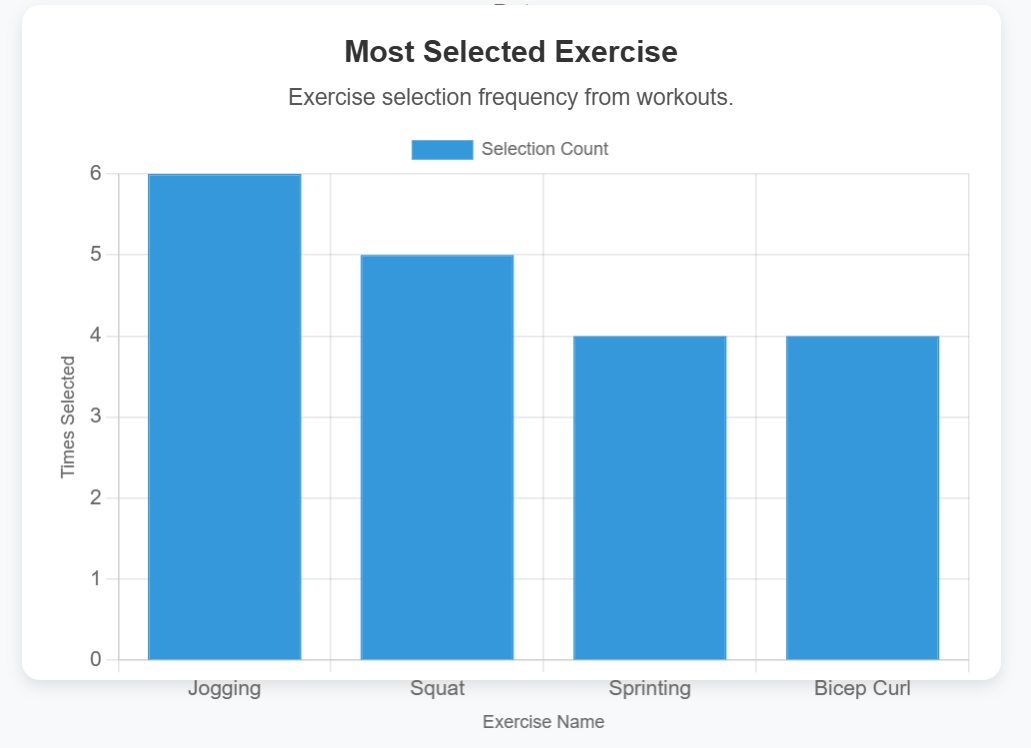 Most Selected Exercise
Exercise selection frequency from workouts.
Selection Count
6
5
4
3
2
1
0
Times Selected
Jogging Squat Sprinting Bicep Curl
Exercise Name